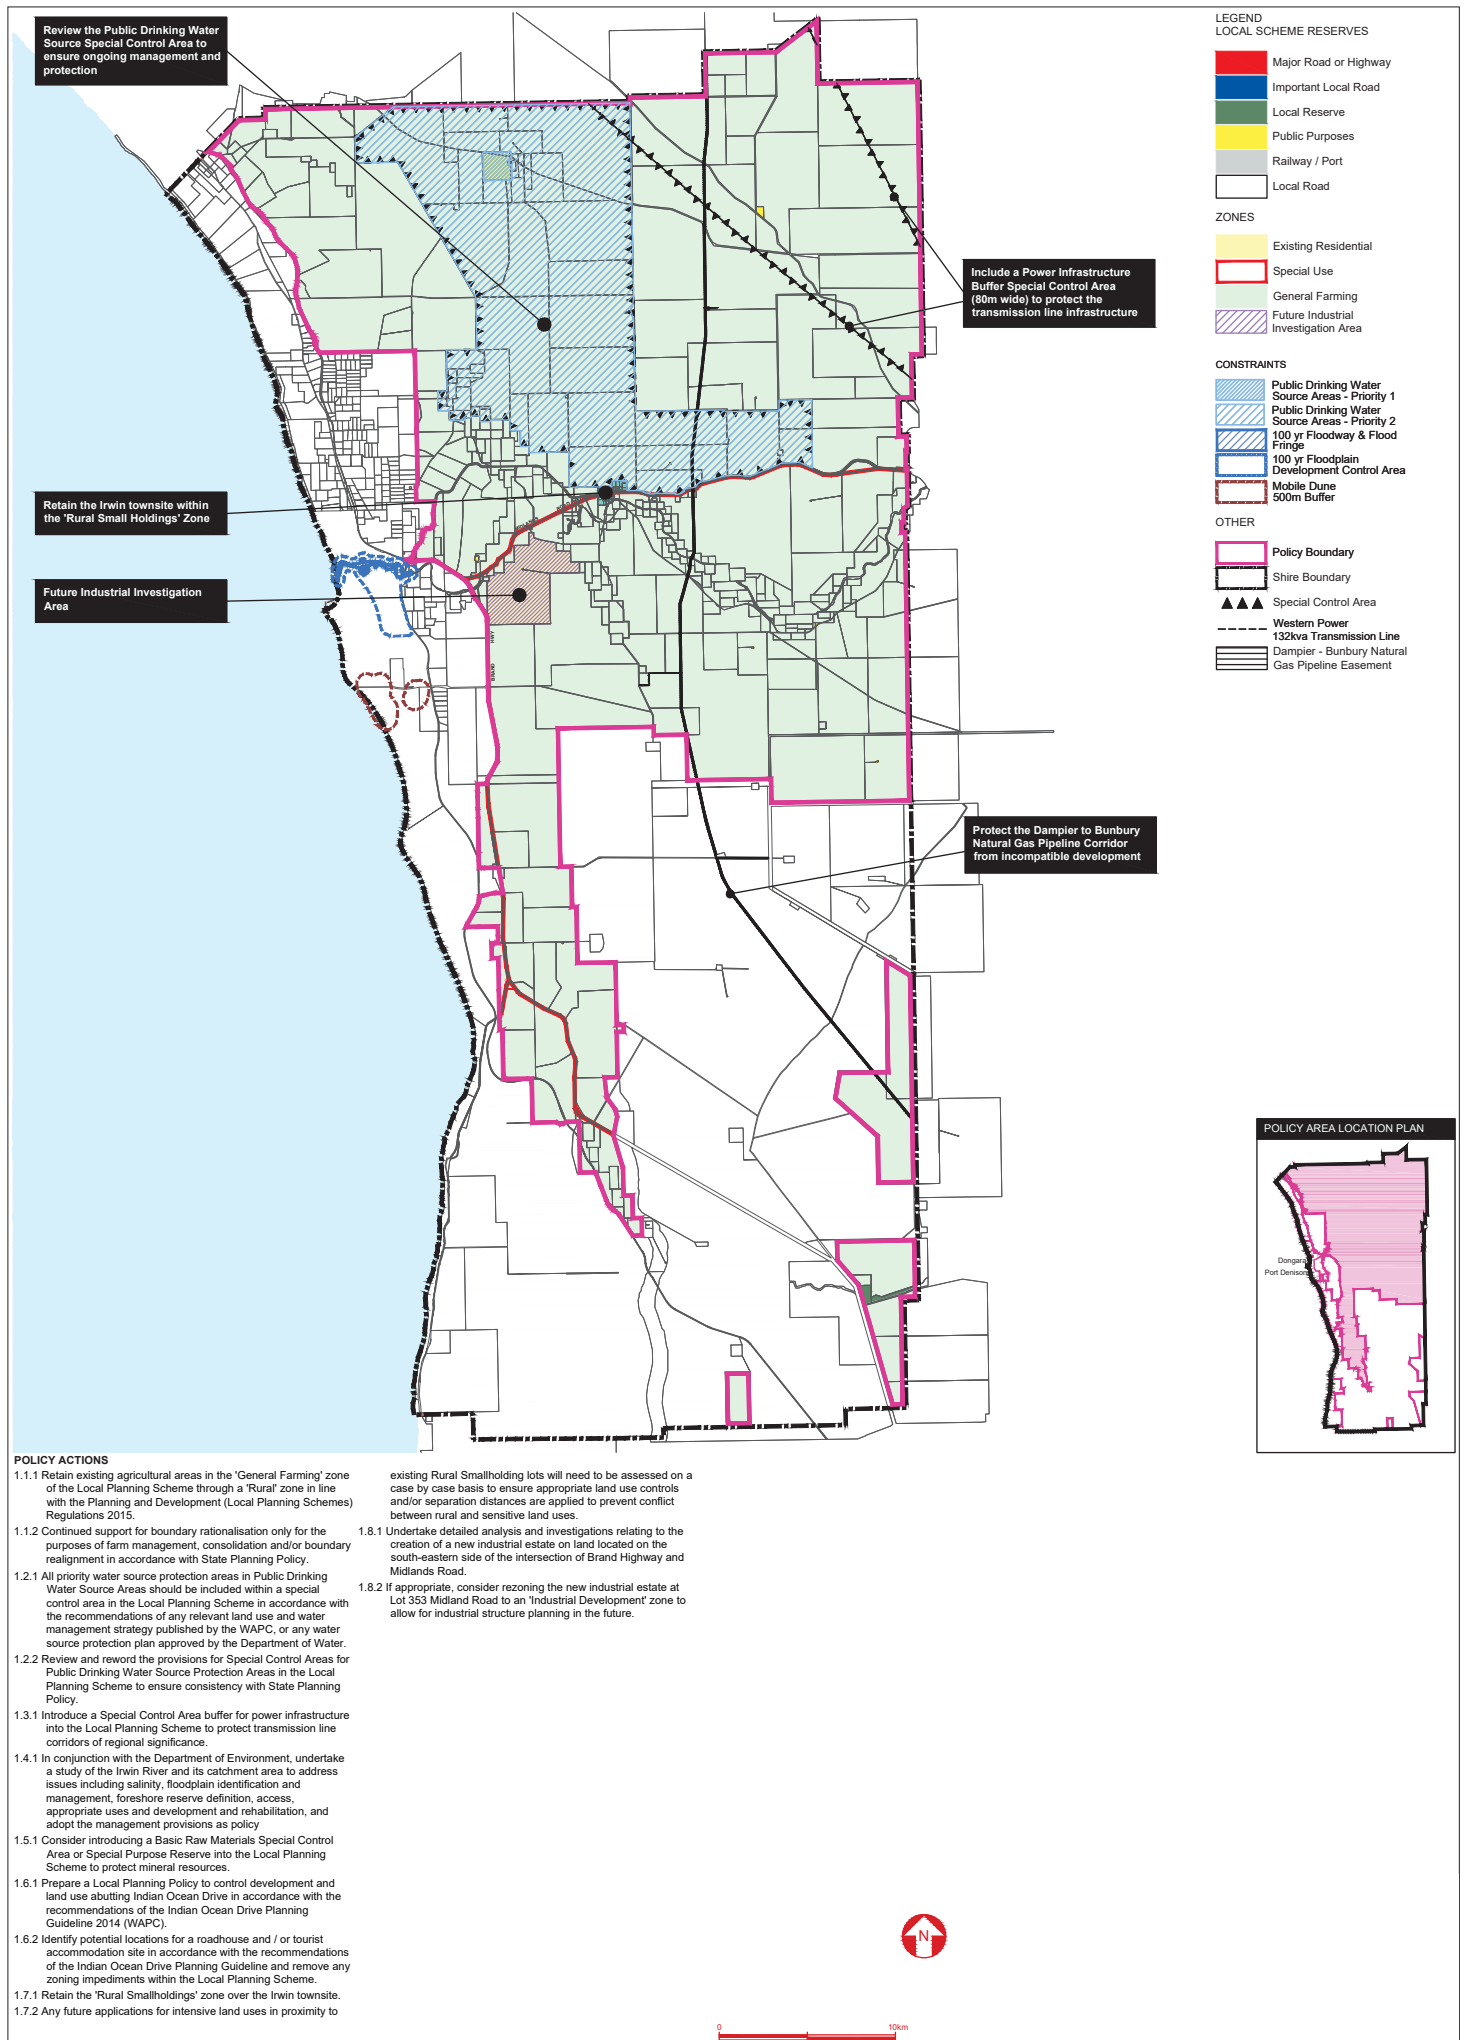 Review the Public Drinking Water
Source Special Control Area to
ensure ongoing management and
protection
Retain the Irwin townsite within
the 'Rural Small Holdings' Zone
Future Industrial Investigation
Area
Include a Power Infrastructure
Buffer Special Control Area
(80m wide) to protect the
transmission line infrastructure
Protect the Dampier to Bunbury
Natural Gas Pipeline Corridor
from incompatible development
BRAND HWY
LEGEND
LOCAL SCHEME RESERVES
Major Road or Highway
Important Local Road
Local Reserve
Public Purposes
Railway / Port
Local Road
ZONES
Existing Residential
Special Use
General Farming
Future Industrial
Investigation Area
CONSTRAINTS
Public Drinking Water
Source Areas - Priority 1
Public Drinking Water
Source Areas - Priority 2
100 yr Floodway & Flood
Fringe
100 yr Floodplain
Development Control Area
Mobile Dune
500m Buffer
OTHER
Policy Boundary
Shire Boundary
Special Control Area
Western Power
132kva Transmission Line
Dampier - Bunbury Natural
Gas Pipeline Easement
POLICY AREA LOCATION PLAN
Dongara
Port Denison
POLICY ACTIONS
1.1.1 Retain existing agricultural areas in the 'General Farming' zone
of the Local Planning Scheme through a 'Rural' zone in line
with the Planning and Development (Local Planning Schemes)
Regulations 2015.
1.1.2 Continued support for boundary rationalisation only for the
purposes of farm management, consolidation and/or boundary
realignment in accordance with State Planning Policy.
1.2.1 All priority water source protection areas in Public Drinking
Water Source Areas should be included within a special
control area in the Local Planning Scheme in accordance with
the recommendations of any relevant land use and water
management strategy published by the WAPC, or any water
source protection plan approved by the Department of Water.
1.2.2 Review and reword the provisions for Special Control Areas for
Public Drinking Water Source Protection Areas in the Local
Planning Scheme to ensure consistency with State Planning
Policy.
1.3.1 Introduce a Special Control Area buffer for power infrastructure
into the Local Planning Scheme to protect transmission line
corridors of regional significance.
1.4.1 In conjunction with the Department of Environment, undertake
a study of the Irwin River and its catchment area to address
issues including salinity, floodplain identification and
management, foreshore reserve definition, access,
appropriate uses and development and rehabilitation, and
adopt the management provisions as policy
1.5.1 Consider introducing a Basic Raw Materials Special Control
Area or Special Purpose Reserve into the Local Planning
Scheme to protect mineral resources.
1.6.1 Prepare a Local Planning Policy to control development and
land use abutting Indian Ocean Drive in accordance with the
recommendations of the Indian Ocean Drive Planning
Guideline 2014 (WAPC).
1.6.2 Identify potential locations for a roadhouse and / or tourist
accommodation site in accordance with the recommendations
of the Indian Ocean Drive Planning Guideline and remove any
zoning impediments within the Local Planning Scheme.
1.7.1 Retain the 'Rural Smallholdings' zone over the Irwin townsite.
1.7.2 Any future applications for intensive land uses in proximity to
existing Rural Smallholding lots will need to be assessed on a
case by case basis to ensure appropriate land use controls
and/or separation distances are applied to prevent conflict
between rural and sensitive land uses.
1.8.1 Undertake detailed analysis and investigations relating to the
creation of a new industrial estate on land located on the
south-eastern side of the intersection of Brand Highway and
Midlands Road.
1.8.2 If appropriate, consider rezoning the new industrial estate at
Lot 353 Midland Road to an 'Industrial Development' zone to
allow for industrial structure planning in the future.
N
0 10km